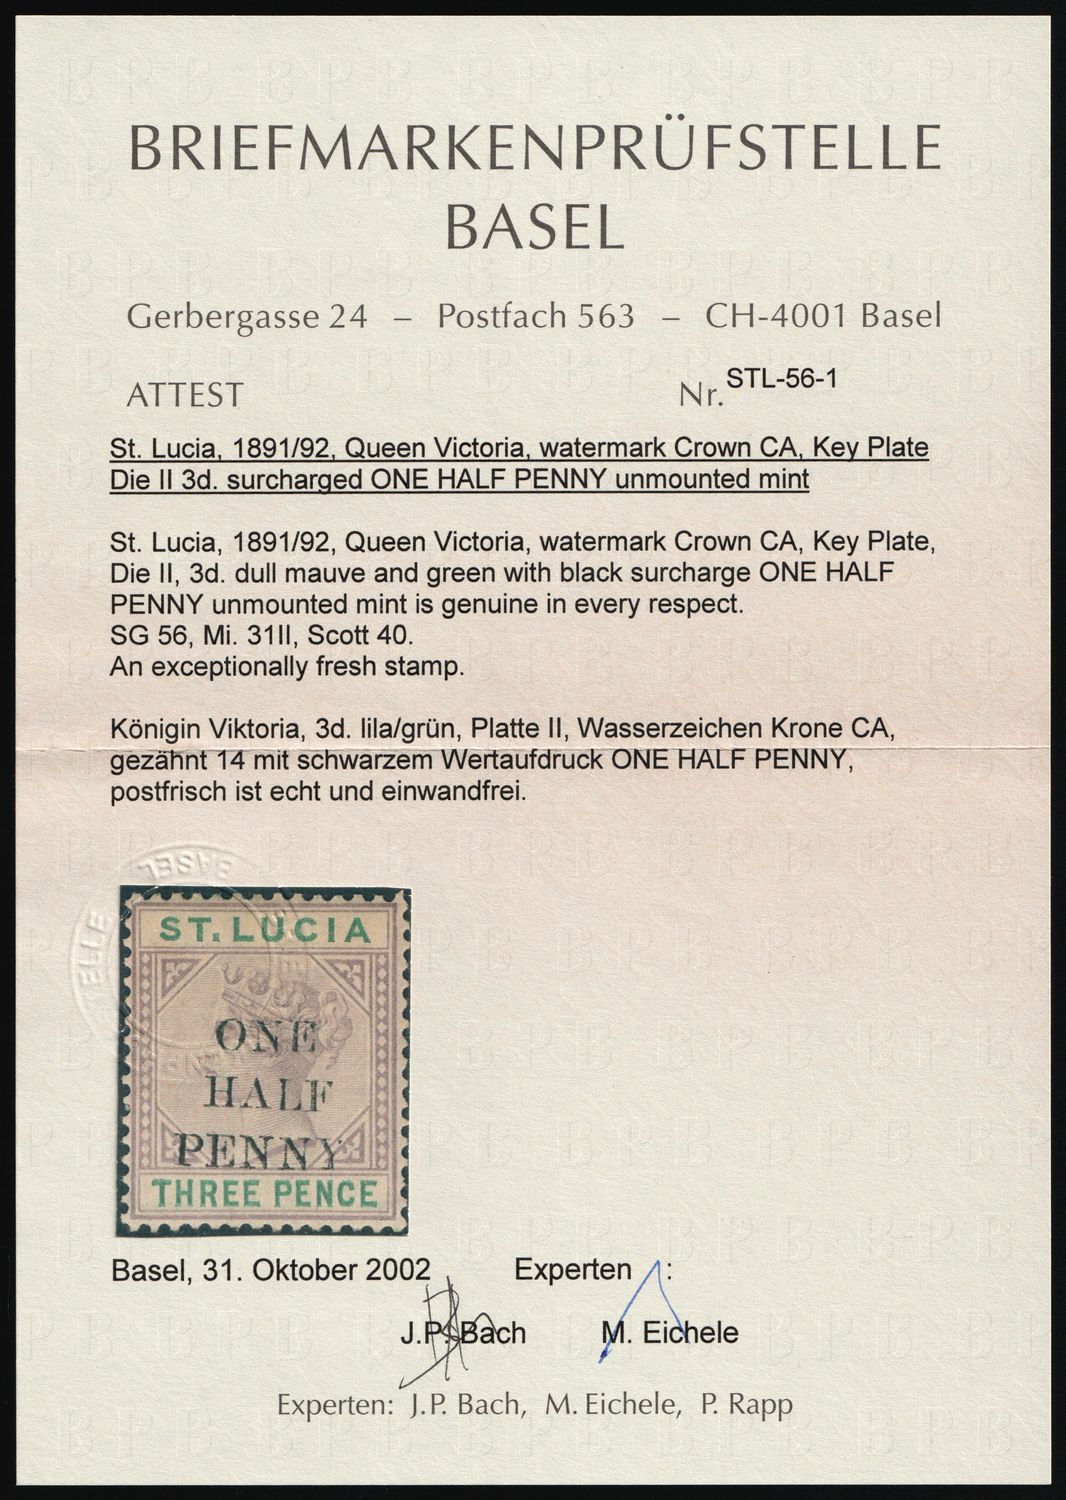 BRIEFMARKENPRÜFSTELLE
BASEL
Gerbergasse 24 – Postfach 563 – CH-4001 Basel
ATTEST Nr. STL-56-1
St. Lucia, 1891/92, Queen Victoria, watermark Crown CA, Key Plate
Die II 3d. surcharged ONE HALF PENNY unmounted mint
St. Lucia, 1891/92, Queen Victoria, watermark Crown CA, Key Plate,
Die II, 3d. dull mauve and green with black surcharge ONE HALF
PENNY unmounted mint is genuine in every respect.
SG 56, Mi. 31II, Scott 40.
An exceptionally fresh stamp.
Königin Viktoria, 3d. lila/grün, Platte II, Wasserzeichen Krone CA,
gezähnt 14 mit schwarzem Wertaufdruck ONE HALF PENNY,
postfrisch ist echt und einwandfrei.
BASEL
ELLE
ST. LUCIA
ONE
HALF
PENNY
THREE PENCE
Basel, 31. Oktober 2002 Experten :
J.P. Bach M. Eichele
Experten: J.P. Bach, M. Eichele, P. Rapp